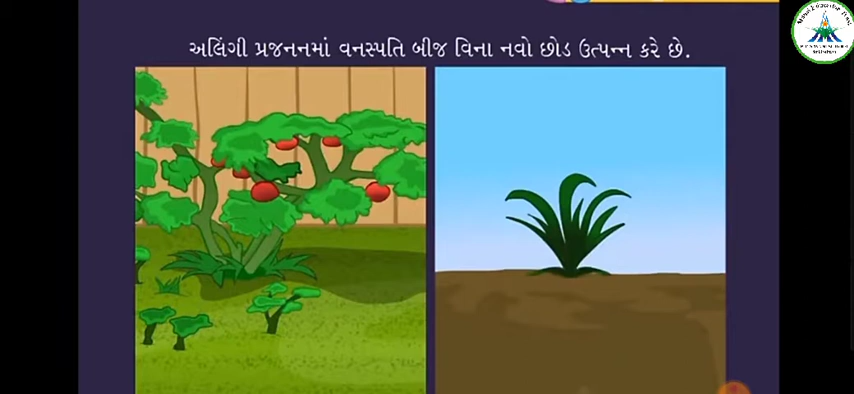 અલિંગી પ્રજનનમાં વનસ્પતિ બીજ વિના નવો છોડ ઉત્પન્ન કરે છે.